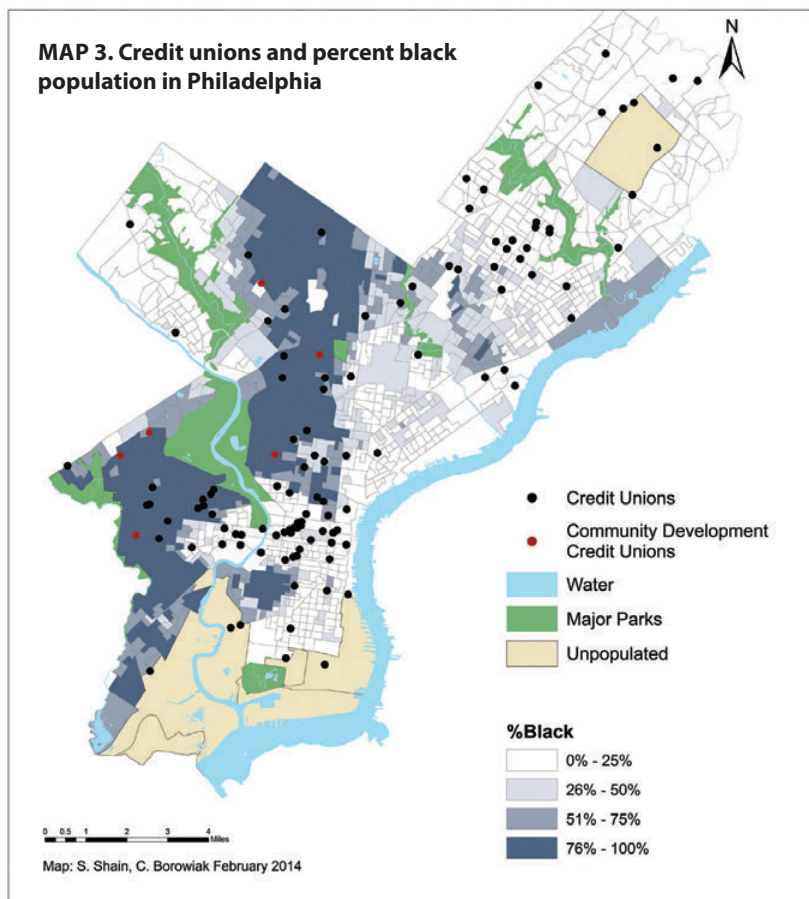 MAP 3. Credit unions and percent black
population in Philadelphia
N
Credit Unions
Community Development
Credit Unions
Water
Major Parks
Unpopulated
%Black
0% - 25%
26% - 50%
51% - 75%
76% - 100%
0 0.5 1 2 3 4
Miles
Map: S. Shain, C. Borowiak February 2014